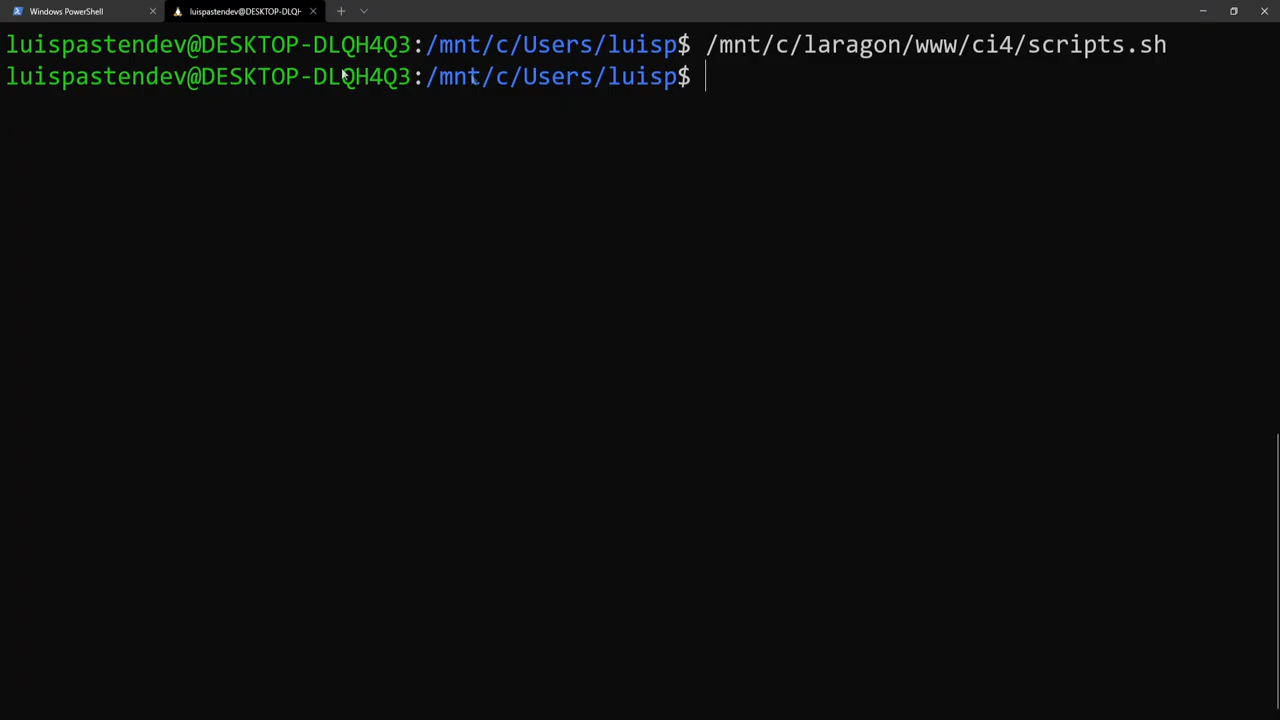 Windows PowerShell
luispastendev@DESKTOP-DLQH
luispastendev@DESKTOP-DLQH4Q3:/mnt/c/Users/luisp$ /mnt/c/laragon/www/ci4/scripts.sh
luispastendev@DESKTOP-DLQH4Q3:/mnt/c/Users/luisp$